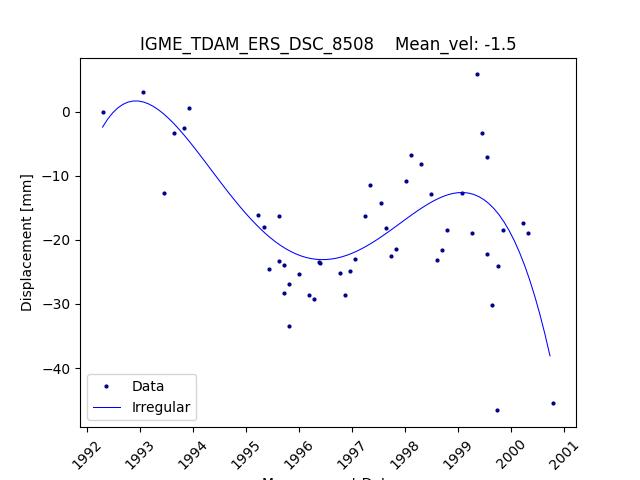 IGME_TDAM_ERS_DSC_8508    Mean_vel: -1.5
Displacement [mm]
0
−10
−20
−30
−40
Data
Irregular
1992 1993 1994 1995 1996 1997 1998 1999 2000 2001